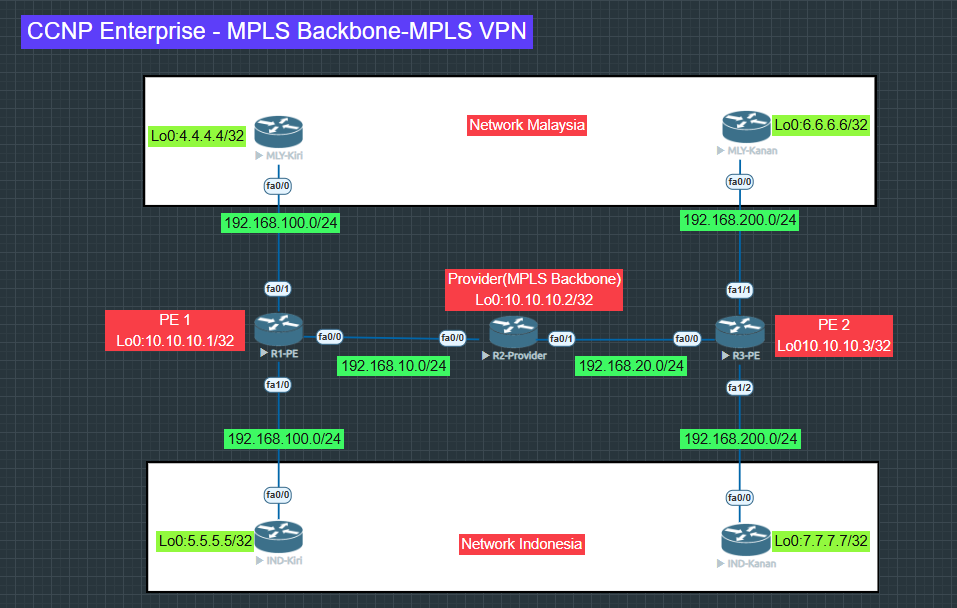 CCNP Enterprise - MPLS Backbone-MPLS VPN
Lo0:4.4.4.4/32
MLY-Kiri
fa0/0
Network Malaysia
Lo0:6.6.6.6/32
MLY-Kanan
fa0/0
192.168.100.0/24
192.168.200.0/24
fa0/1
Provider(MPLS Backbone)
Lo0:10.10.10.2/32
fa1/1
PE 1
Lo0:10.10.10.1/32
R1-PE
fa0/0
fa0/0
R2-Provider
fa0/1
fa0/0
R3-PE
PE 2
Lo010.10.10.3/32
192.168.10.0/24
192.168.20.0/24
fa1/0
fa1/2
192.168.100.0/24
192.168.200.0/24
fa0/0
fa0/0
Lo0:5.5.5.5/32
IND-Kiri
Network Indonesia
Lo0:7.7.7.7/32
IND-Kanan